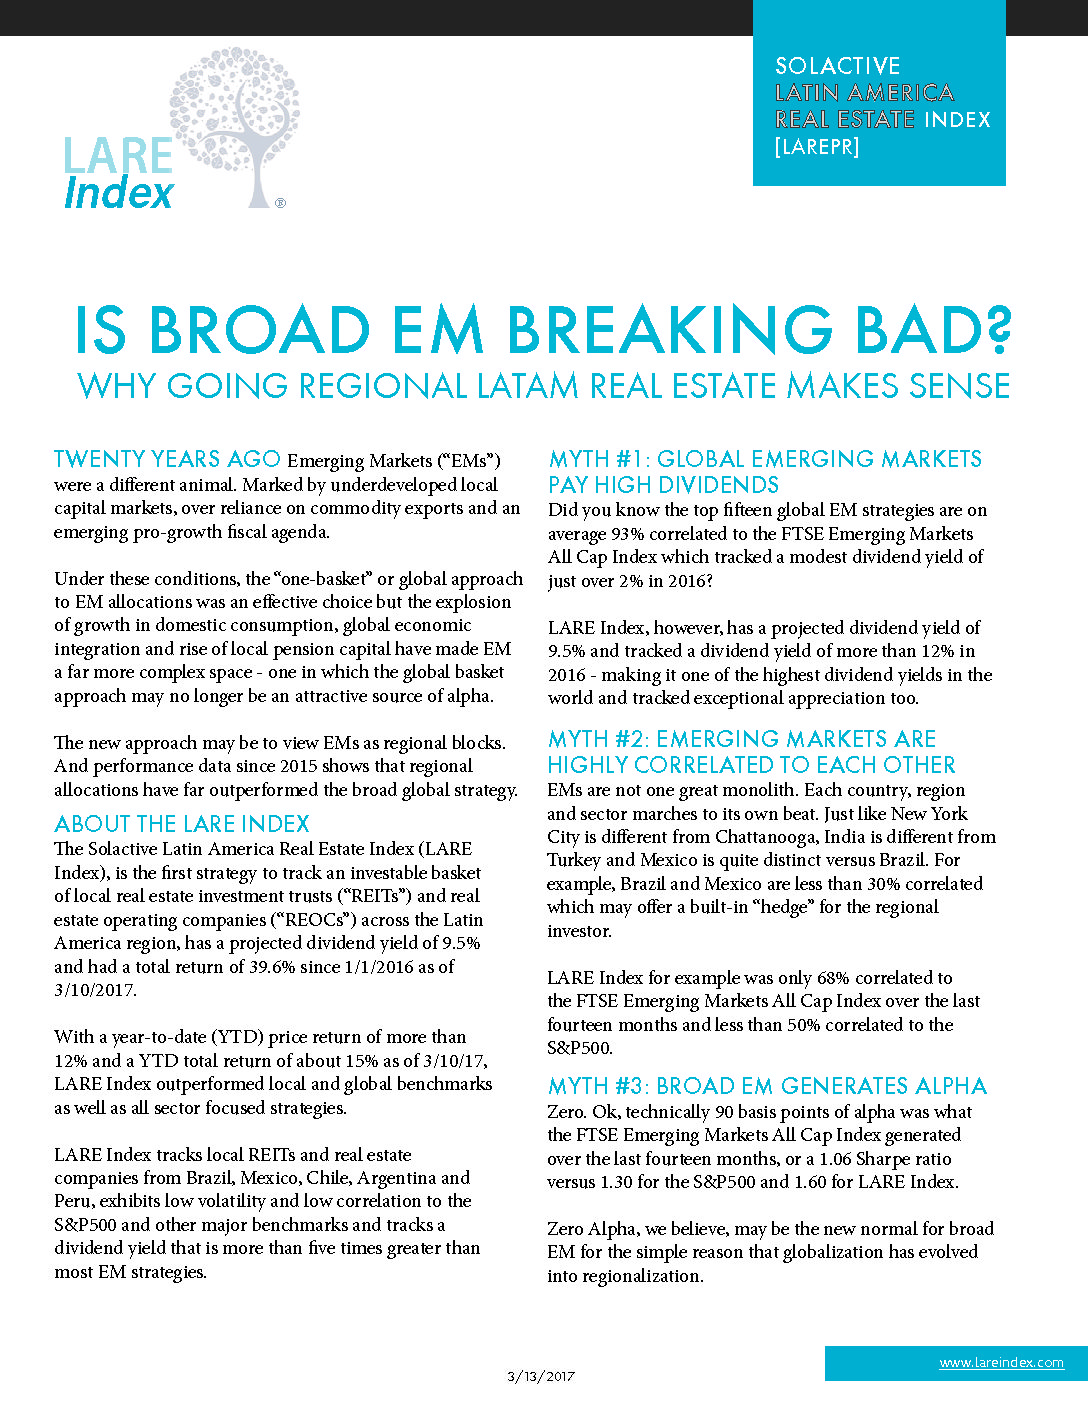 SOLACTIVE
LATIN AMERICA
REAL ESTATE INDEX
[LAREPR]
LARE
Index
®
IS BROAD EM BREAKING BAD?
WHY GOING REGIONAL LATAM REAL ESTATE MAKES SENSE
TWENTY YEARS AGO Emerging Markets (“EMs”)
were a different animal. Marked by underdeveloped local
capital markets, over reliance on commodity exports and an
emerging pro-growth fiscal agenda.
Under these conditions, the “one-basket” or global approach
to EM allocations was an effective choice but the explosion
of growth in domestic consumption, global economic
integration and rise of local pension capital have made EM
a far more complex space - one in which the global basket
approach may no longer be an attractive source of alpha.
The new approach may be to view EMs as regional blocks.
And performance data since 2015 shows that regional
allocations have far outperformed the broad global strategy.
ABOUT THE LARE INDEX
The Solactive Latin America Real Estate Index (LARE
Index), is the first strategy to track an investable basket
of local real estate investment trusts (“REITs”) and real
estate operating companies (“REOCs”) across the Latin
America region, has a projected dividend yield of 9.5%
and had a total return of 39.6% since 1/1/2016 as of
3/10/2017.
With a year-to-date (YTD) price return of more than
12% and a YTD total return of about 15% as of 3/10/17,
LARE Index outperformed local and global benchmarks
as well as all sector focused strategies.
LARE Index tracks local REITs and real estate
companies from Brazil, Mexico, Chile, Argentina and
Peru, exhibits low volatility and low correlation to the
S&P500 and other major benchmarks and tracks a
dividend yield that is more than five times greater than
most EM strategies.
MYTH #1: GLOBAL EMERGING MARKETS
PAY HIGH DIVIDENDS
Did you know the top fifteen global EM strategies are on
average 93% correlated to the FTSE Emerging Markets
All Cap Index which tracked a modest dividend yield of
just over 2% in 2016?
LARE Index, however, has a projected dividend yield of
9.5% and tracked a dividend yield of more than 12% in
2016 - making it one of the highest dividend yields in the
world and tracked exceptional appreciation too.
MYTH #2: EMERGING MARKETS ARE
HIGHLY CORRELATED TO EACH OTHER
EMs are not one great monolith. Each country, region
and sector marches to its own beat. Just like New York
City is different from Chattanooga, India is different from
Turkey and Mexico is quite distinct versus Brazil. For
example, Brazil and Mexico are less than 30% correlated
which may offer a built-in “hedge” for the regional
investor.
LARE Index for example was only 68% correlated to
the FTSE Emerging Markets All Cap Index over the last
fourteen months and less than 50% correlated to the
S&P500.
MYTH #3: BROAD EM GENERATES ALPHA
Zero. Ok, technically 90 basis points of alpha was what
the FTSE Emerging Markets All Cap Index generated
over the last fourteen months, or a 1.06 Sharpe ratio
versus 1.30 for the S&P500 and 1.60 for LARE Index.
Zero Alpha, we believe, may be the new normal for broad
EM for the simple reason that globalization has evolved
into regionalization.
3/13/2017
www.lareindex.com